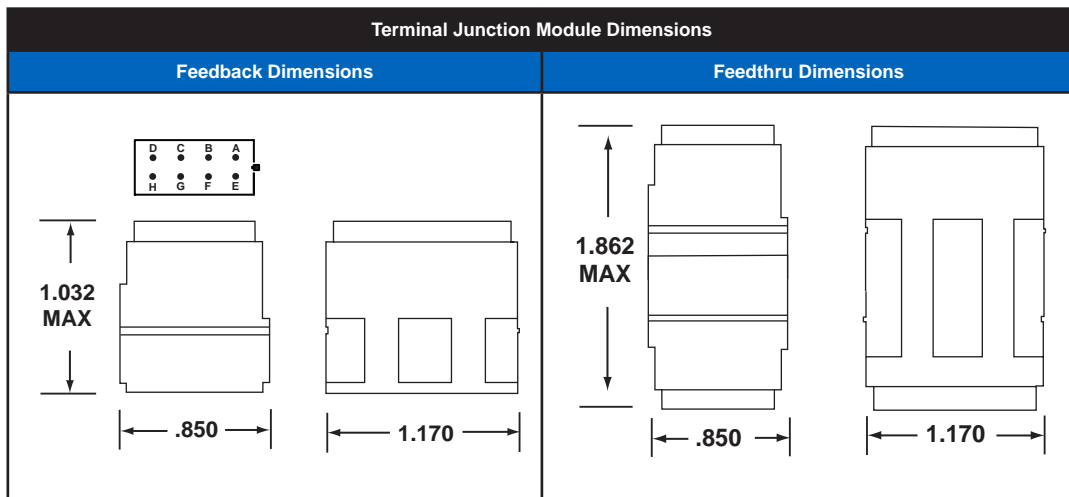 Terminal Junction Module Dimensions
Feedback Dimensions
Feedthru Dimensions
D C B A
H G F E
1.032
MAX
.850
1.170
1.862
MAX
.850
1.170